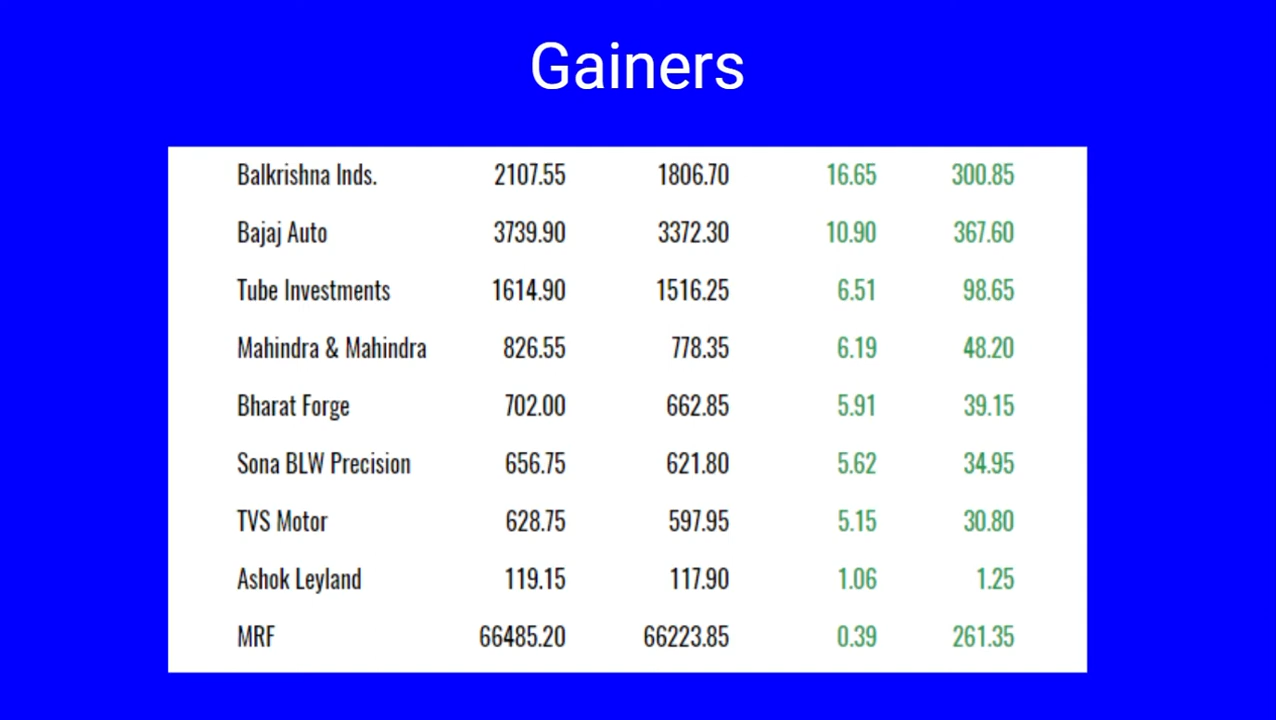 Gainers
Balkrishna Inds. 2107.55 1806.70 16.65 300.85
Bajaj Auto 3739.90 3372.30 10.90 367.60
Tube Investments 1614.90 1516.25 6.51 98.65
Mahindra & Mahindra 826.55 778.35 6.19 48.20
Bharat Forge 702.00 662.85 5.91 39.15
Sona BLW Precision 656.75 621.80 5.62 34.95
TVS Motor 628.75 597.95 5.15 30.80
Ashok Leyland 119.15 117.90 1.06 1.25
MRF 66485.20 66223.85 0.39 261.35